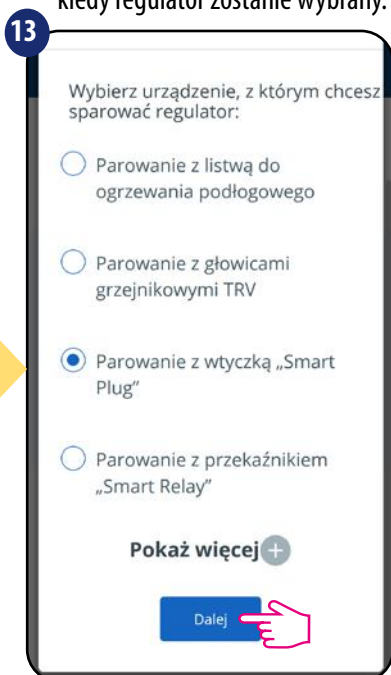 kiedy regulator zostanie wybrany.
13
Wybierz urządzenie, z którym chcesz
sparować regulator:
Parowanie z listwą do
ogrzewania podłogowego
Parowanie z głowicami
grzejnikowymi TRV
Parowanie z wtyczką „Smart
Plug”
Parowanie z przekaźnikiem
„Smart Relay”
Pokaż więcej
Dalej